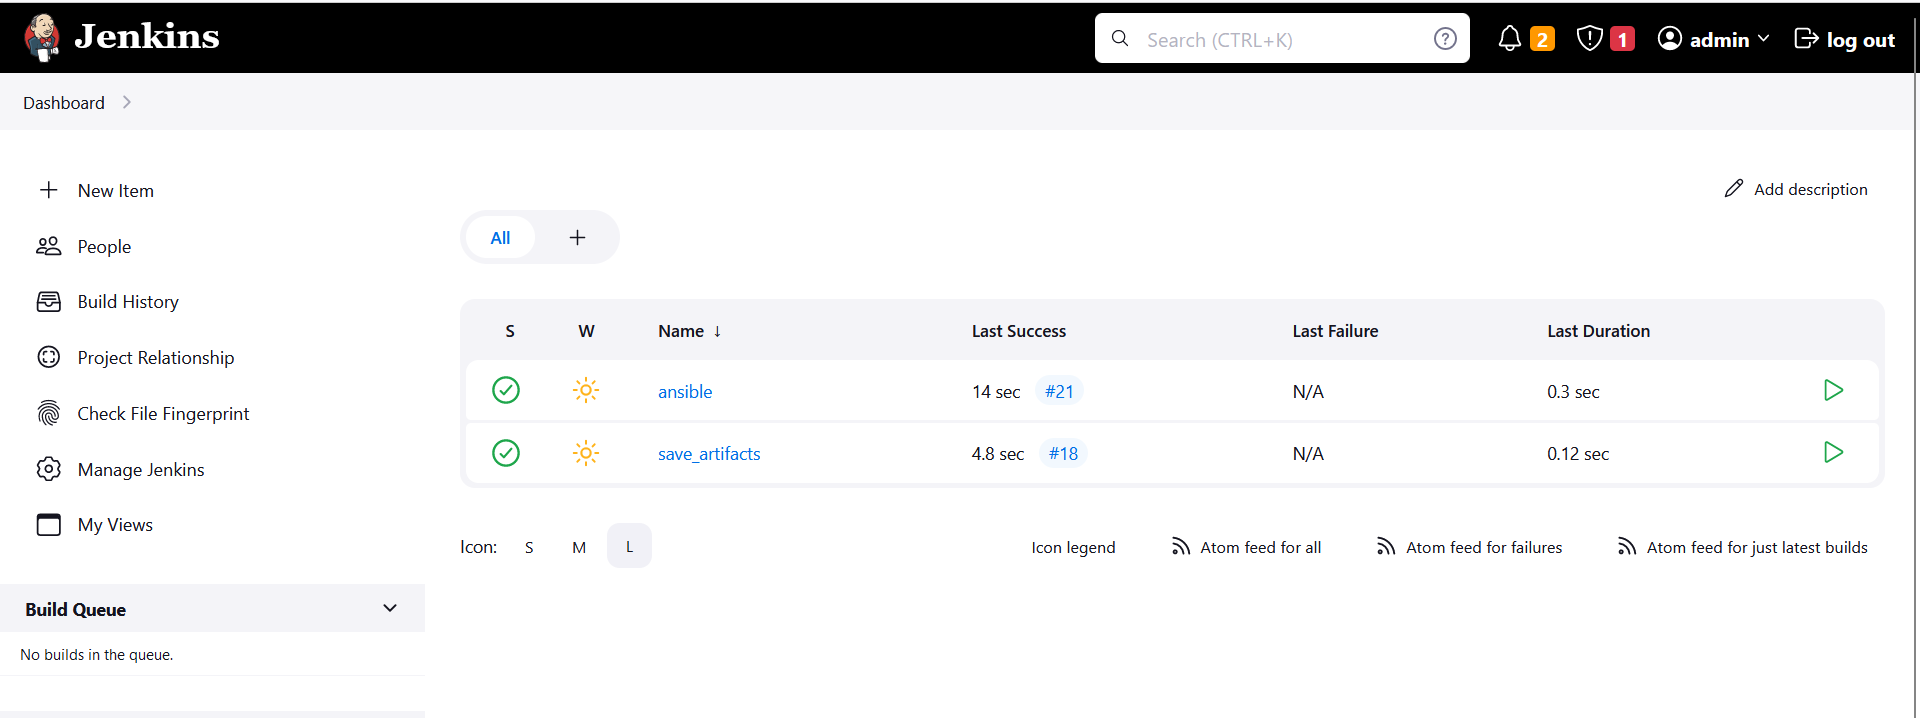 Jenkins
Search (CTRL+K)
2
1
admin
log out
Dashboard
New Item
People
Build History
Project Relationship
Check File Fingerprint
Manage Jenkins
My Views
Build Queue
No builds in the queue.
Add description
All
S W Name ↓ Last Success Last Failure Last Duration
ansible 14 sec #21 N/A 0.3 sec
save_artifacts 4.8 sec #18 N/A 0.12 sec
Icon: S M L
Icon legend Atom feed for all Atom feed for failures Atom feed for just latest builds